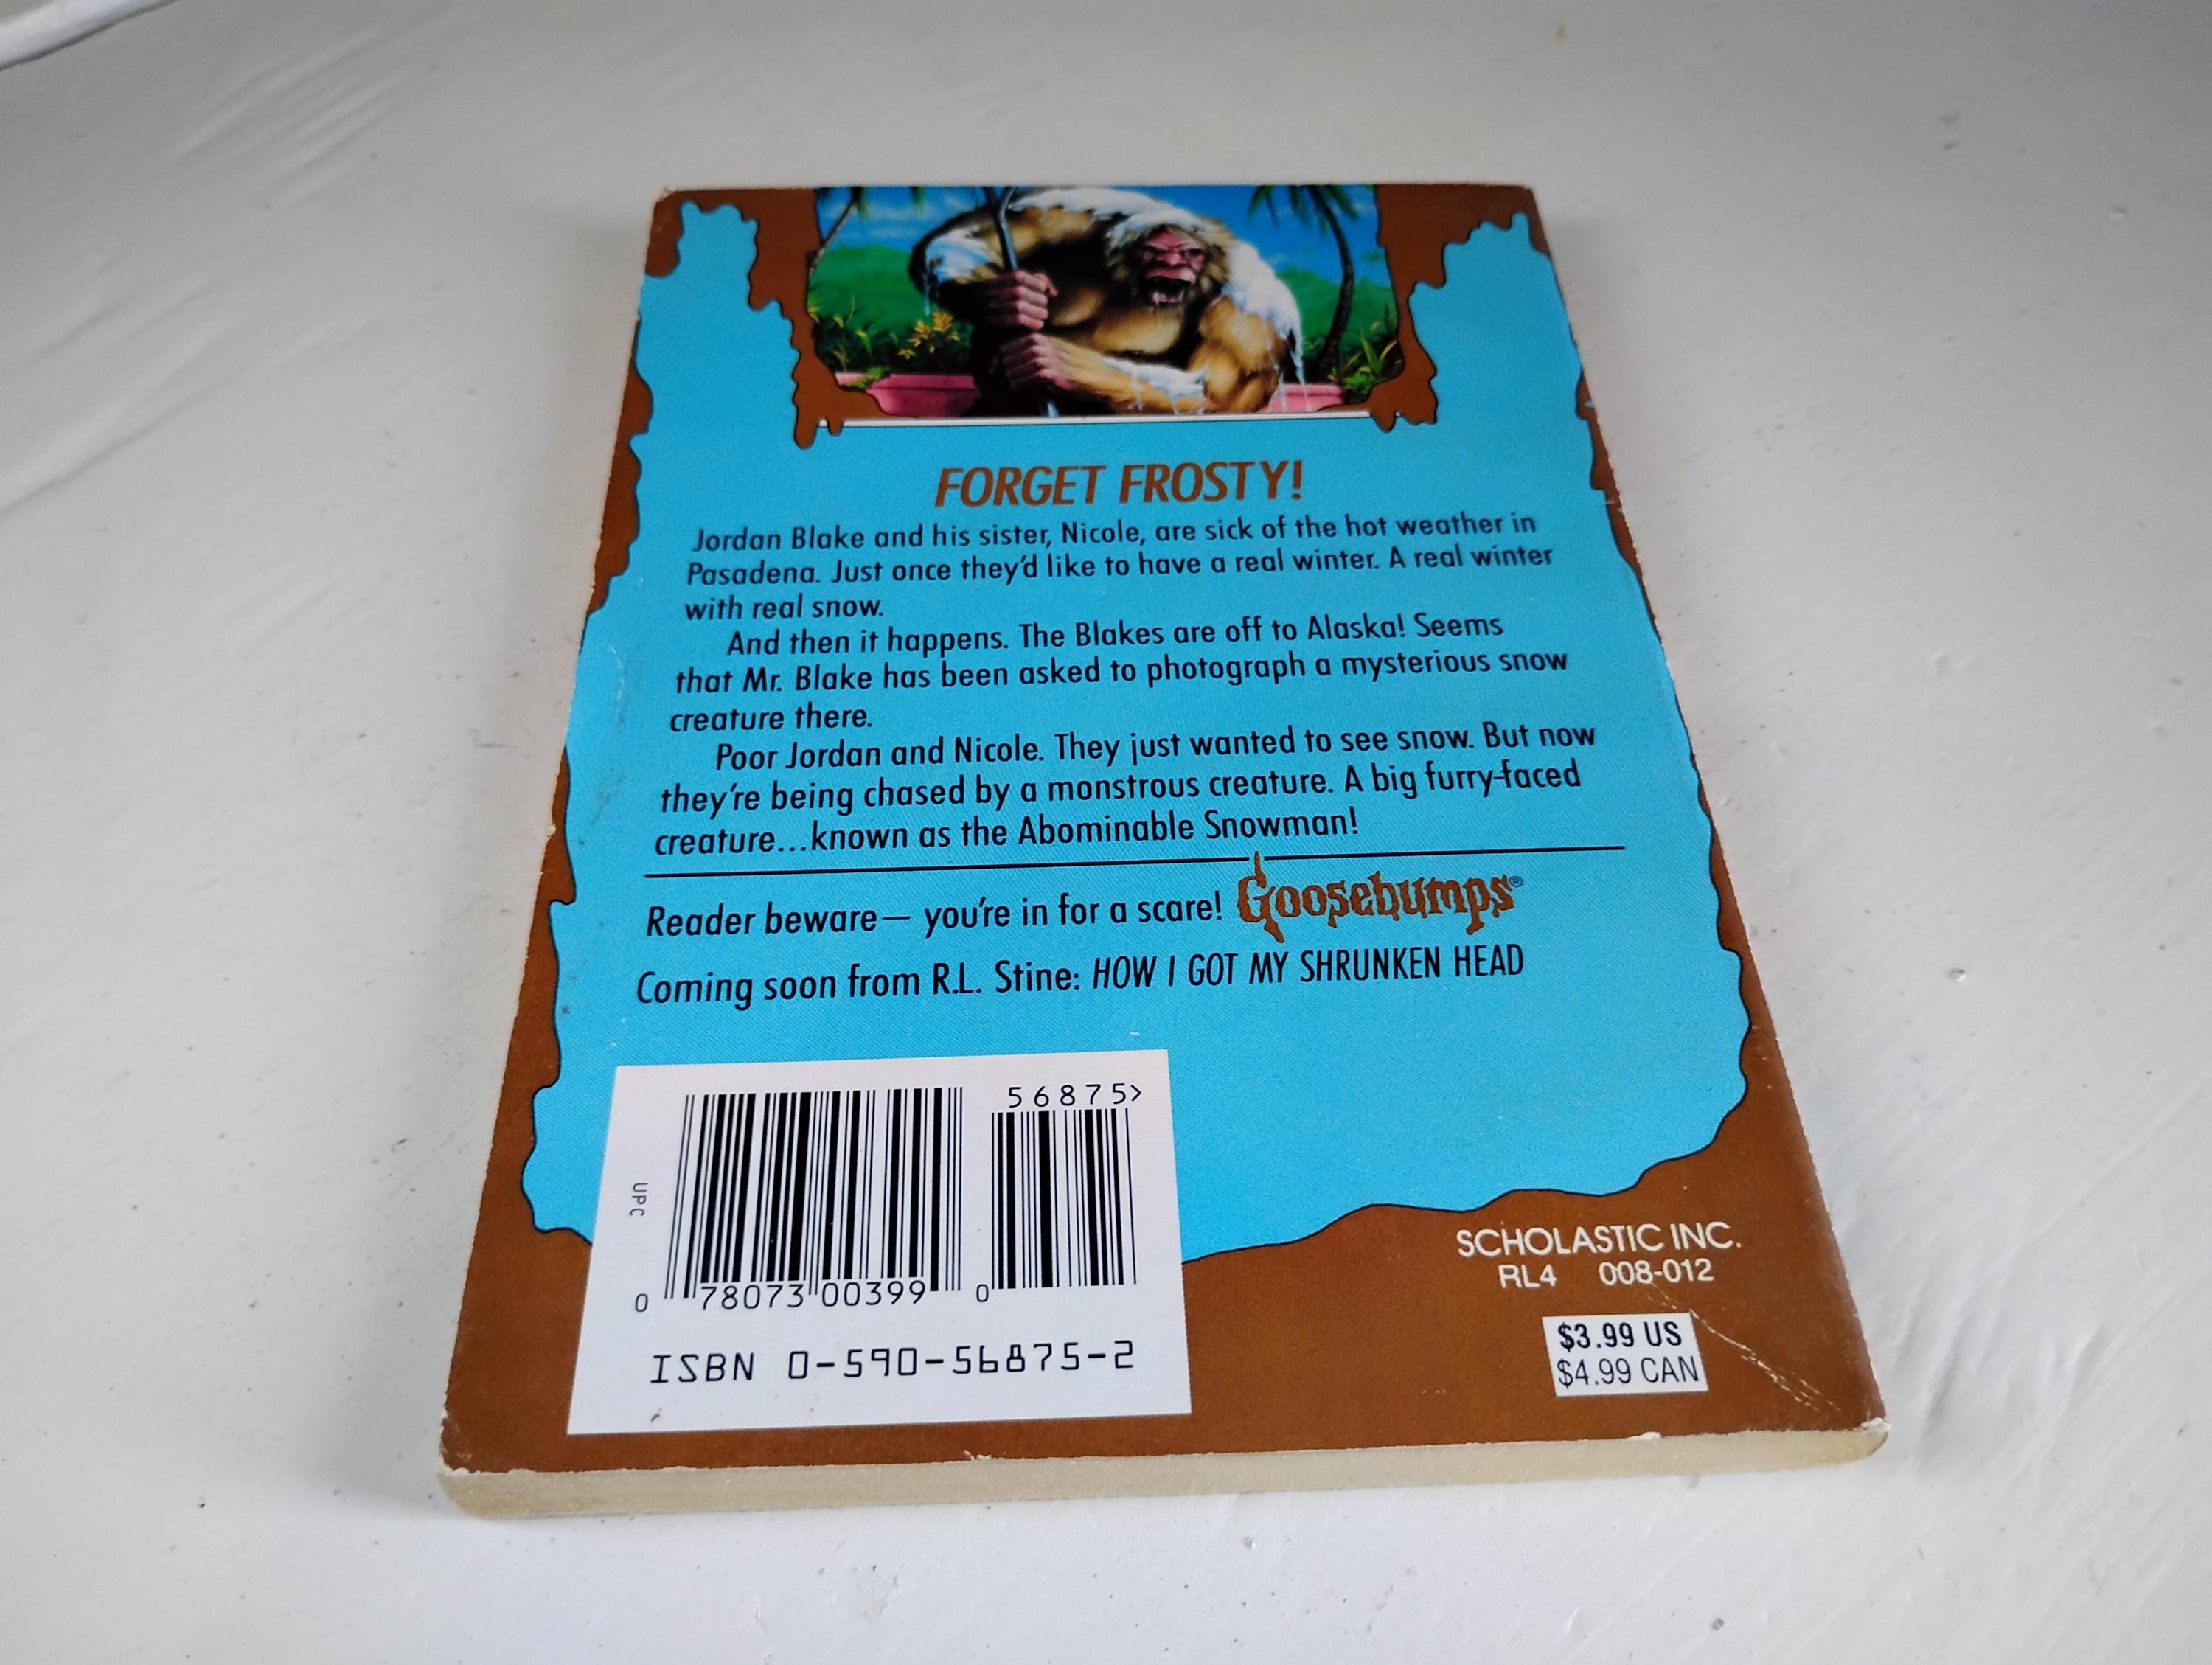 FORGET FROSTY!
Jordan Blake and his sister, Nicole, are sick of the hot weather in
Pasadena. Just once they'd like to have a real winter. A real winter
with real snow.
And then it happens. The Blakes are off to Alaska! Seems
that Mr. Blake has been asked to photograph a mysterious snow
creature there.
Poor Jordan and Nicole. They just wanted to see snow. But now
they're being chased by a monstrous creature. A big furry-faced
creature...known as the Abominable Snowman!
Reader beware— you're in for a scare! Goosebumps®
Coming soon from R.L. Stine: HOW I GOT MY SHRUNKEN HEAD
56875>
UPC
0 78073 00399 0
ISBN 0-590-56875-2
SCHOLASTIC INC.
RL4 008-012
$3.99 US
$4.99 CAN